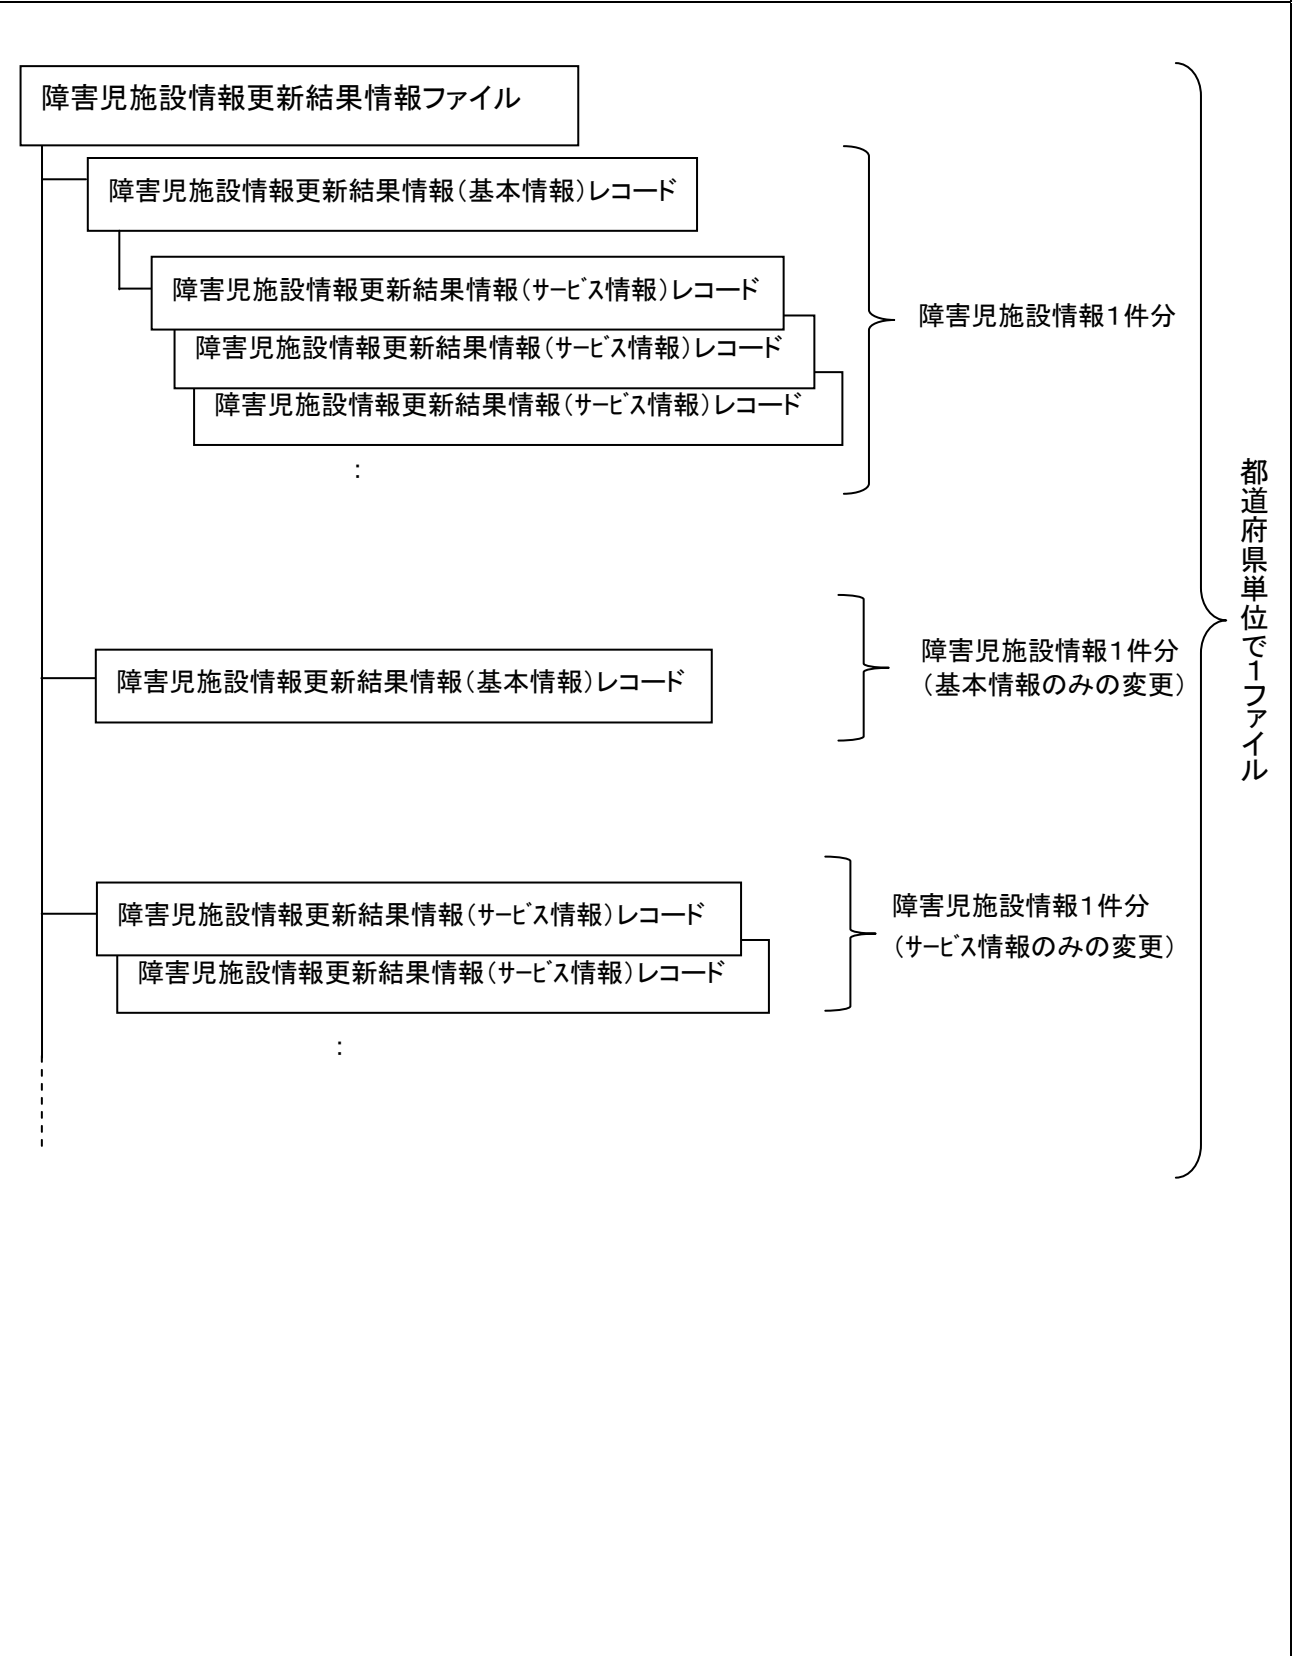 障害児施設情報更新結果情報ファイル
障害児施設情報更新結果情報（基本情報）レコード
障害児施設情報更新結果情報（ｻｰﾋﾞｽ情報）レコード
障害児施設情報更新結果情報（ｻｰﾋﾞｽ情報）レコード
障害児施設情報更新結果情報（ｻｰﾋﾞｽ情報）レコード
：
障害児施設情報１件分
障害児施設情報更新結果情報（基本情報）レコード
障害児施設情報１件分
（基本情報のみの変更）
障害児施設情報更新結果情報（ｻｰﾋﾞｽ情報）レコード
障害児施設情報更新結果情報（ｻｰﾋﾞｽ情報）レコード
：
障害児施設情報１件分
（ｻｰﾋﾞｽ情報のみの変更）
都道府県単位で１ファイル